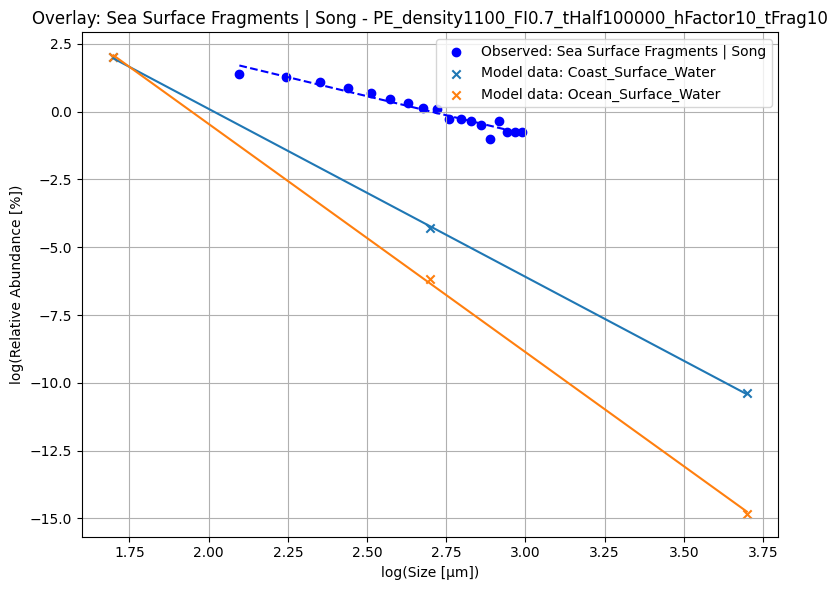 Overlay: Sea Surface Fragments | Song - PE_density1100_FI0.7_tHalf100000_hFactor10_tFrag10
Observed: Sea Surface Fragments | Song
Model data: Coast_Surface_Water
Model data: Ocean_Surface_Water
log(Relative Abundance [%])
2.5
0.0
−2.5
−5.0
−7.5
−10.0
−12.5
−15.0
1.75 2.00 2.25 2.50 2.75 3.00 3.25 3.50 3.75
log(Size [μm])